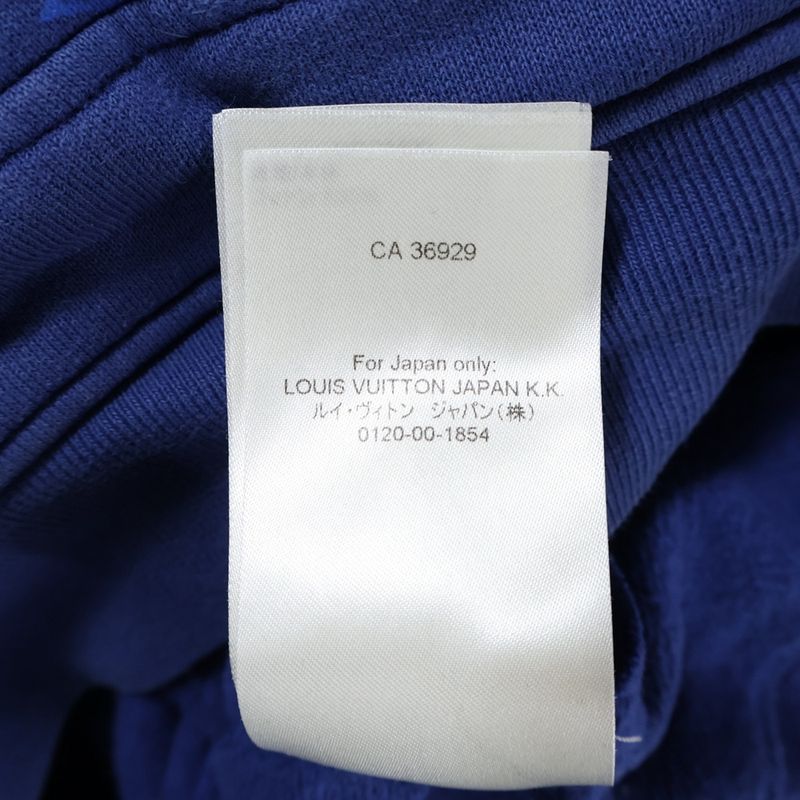 CA 36929
For Japan only:
LOUIS VUITTON JAPAN K.K.
ルイ・ヴィトン ジャパン(株)
0120-00-1854